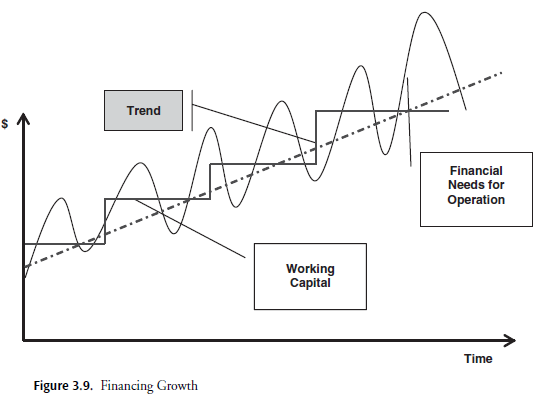 $
Trend
Financial
Needs for
Operation
Working
Capital
Time
Figure 3.9. Financing Growth